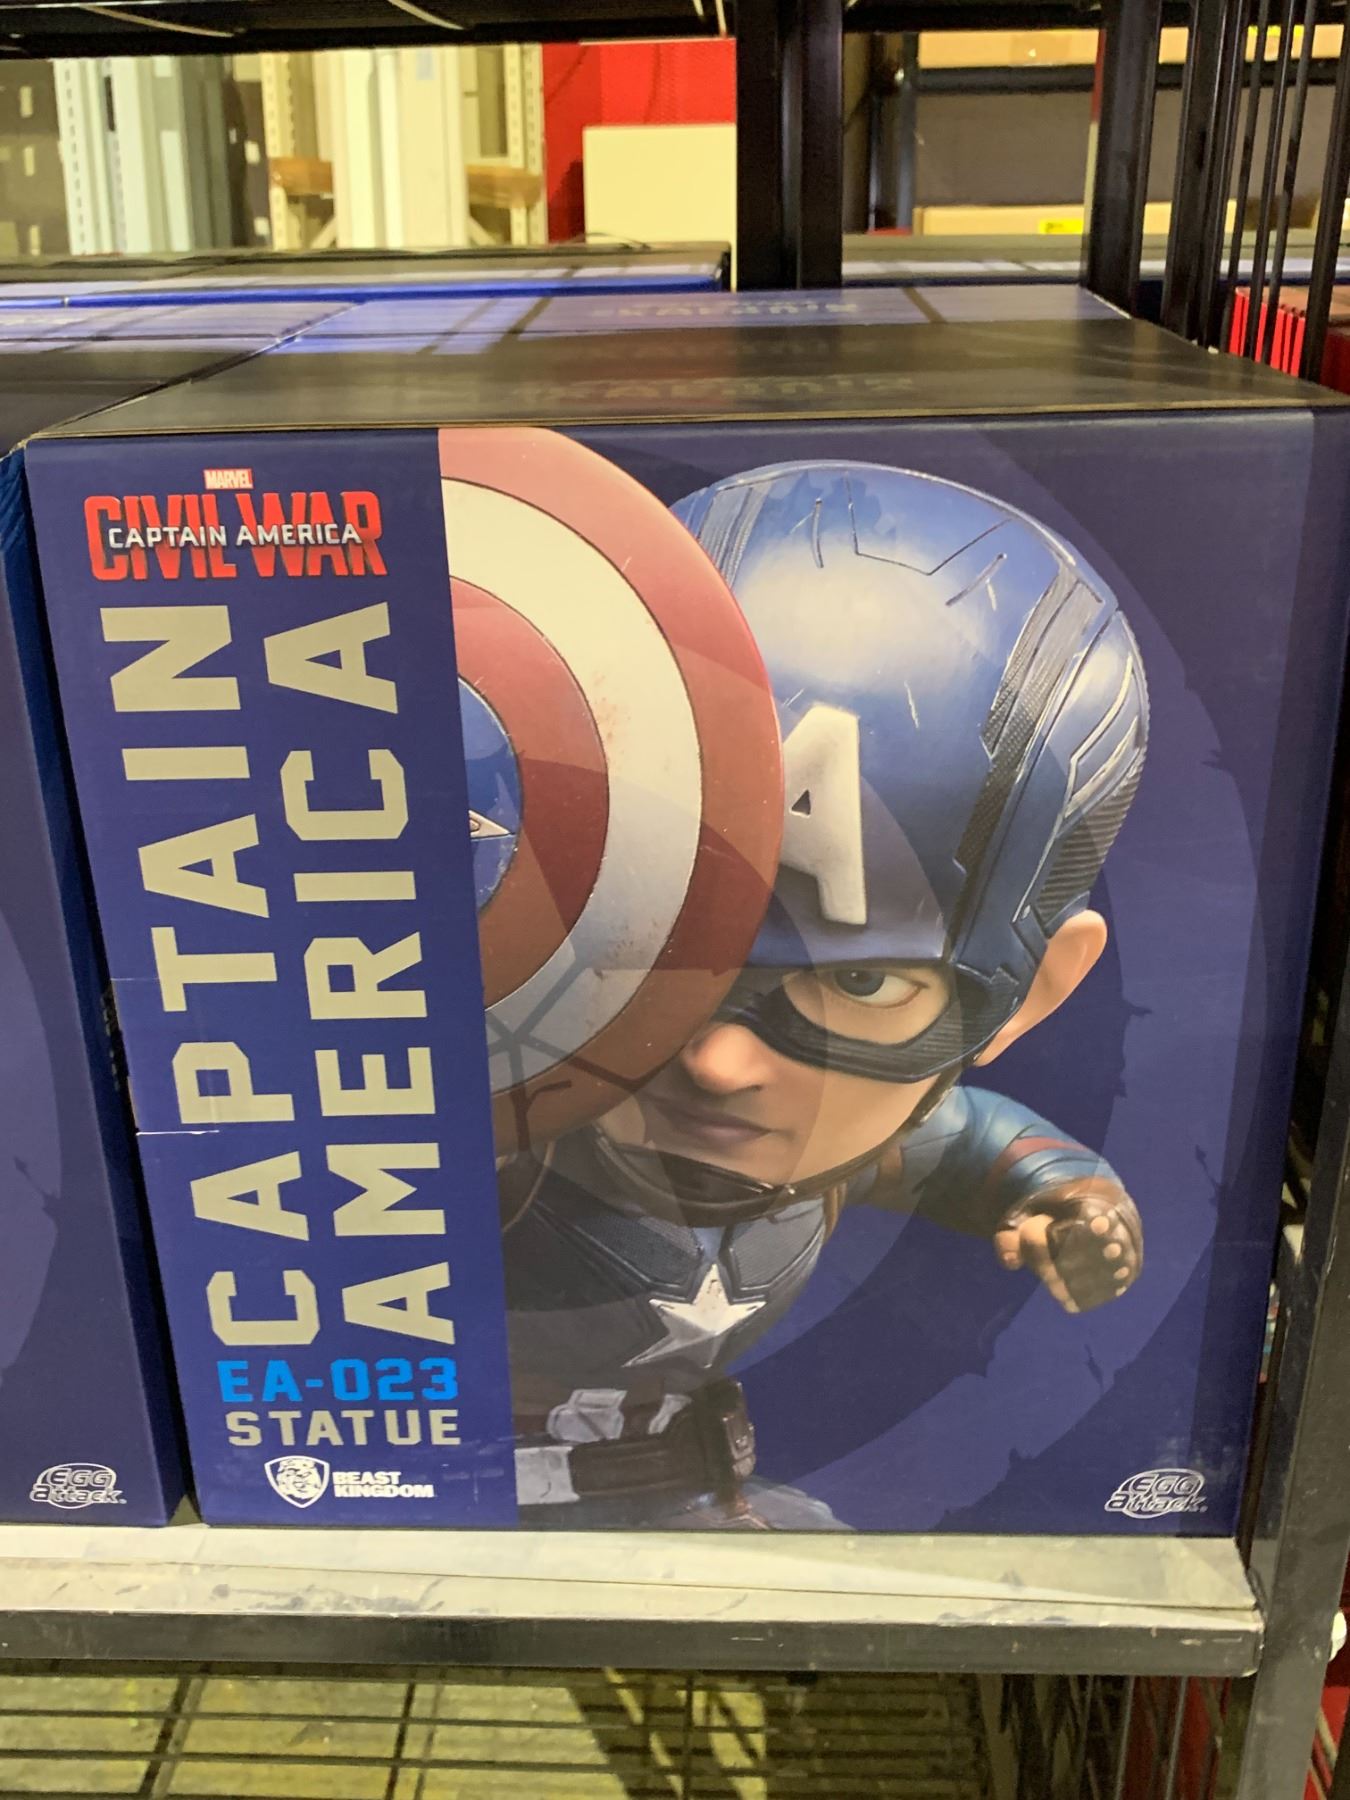 MARVEL
CIVIL WAR
CAPTAIN AMERICA
CAPTAIN
AMERICA
EA-023
STATUE
BEAST
KINGDOM
A
EGG
attack.
EGG
attack.